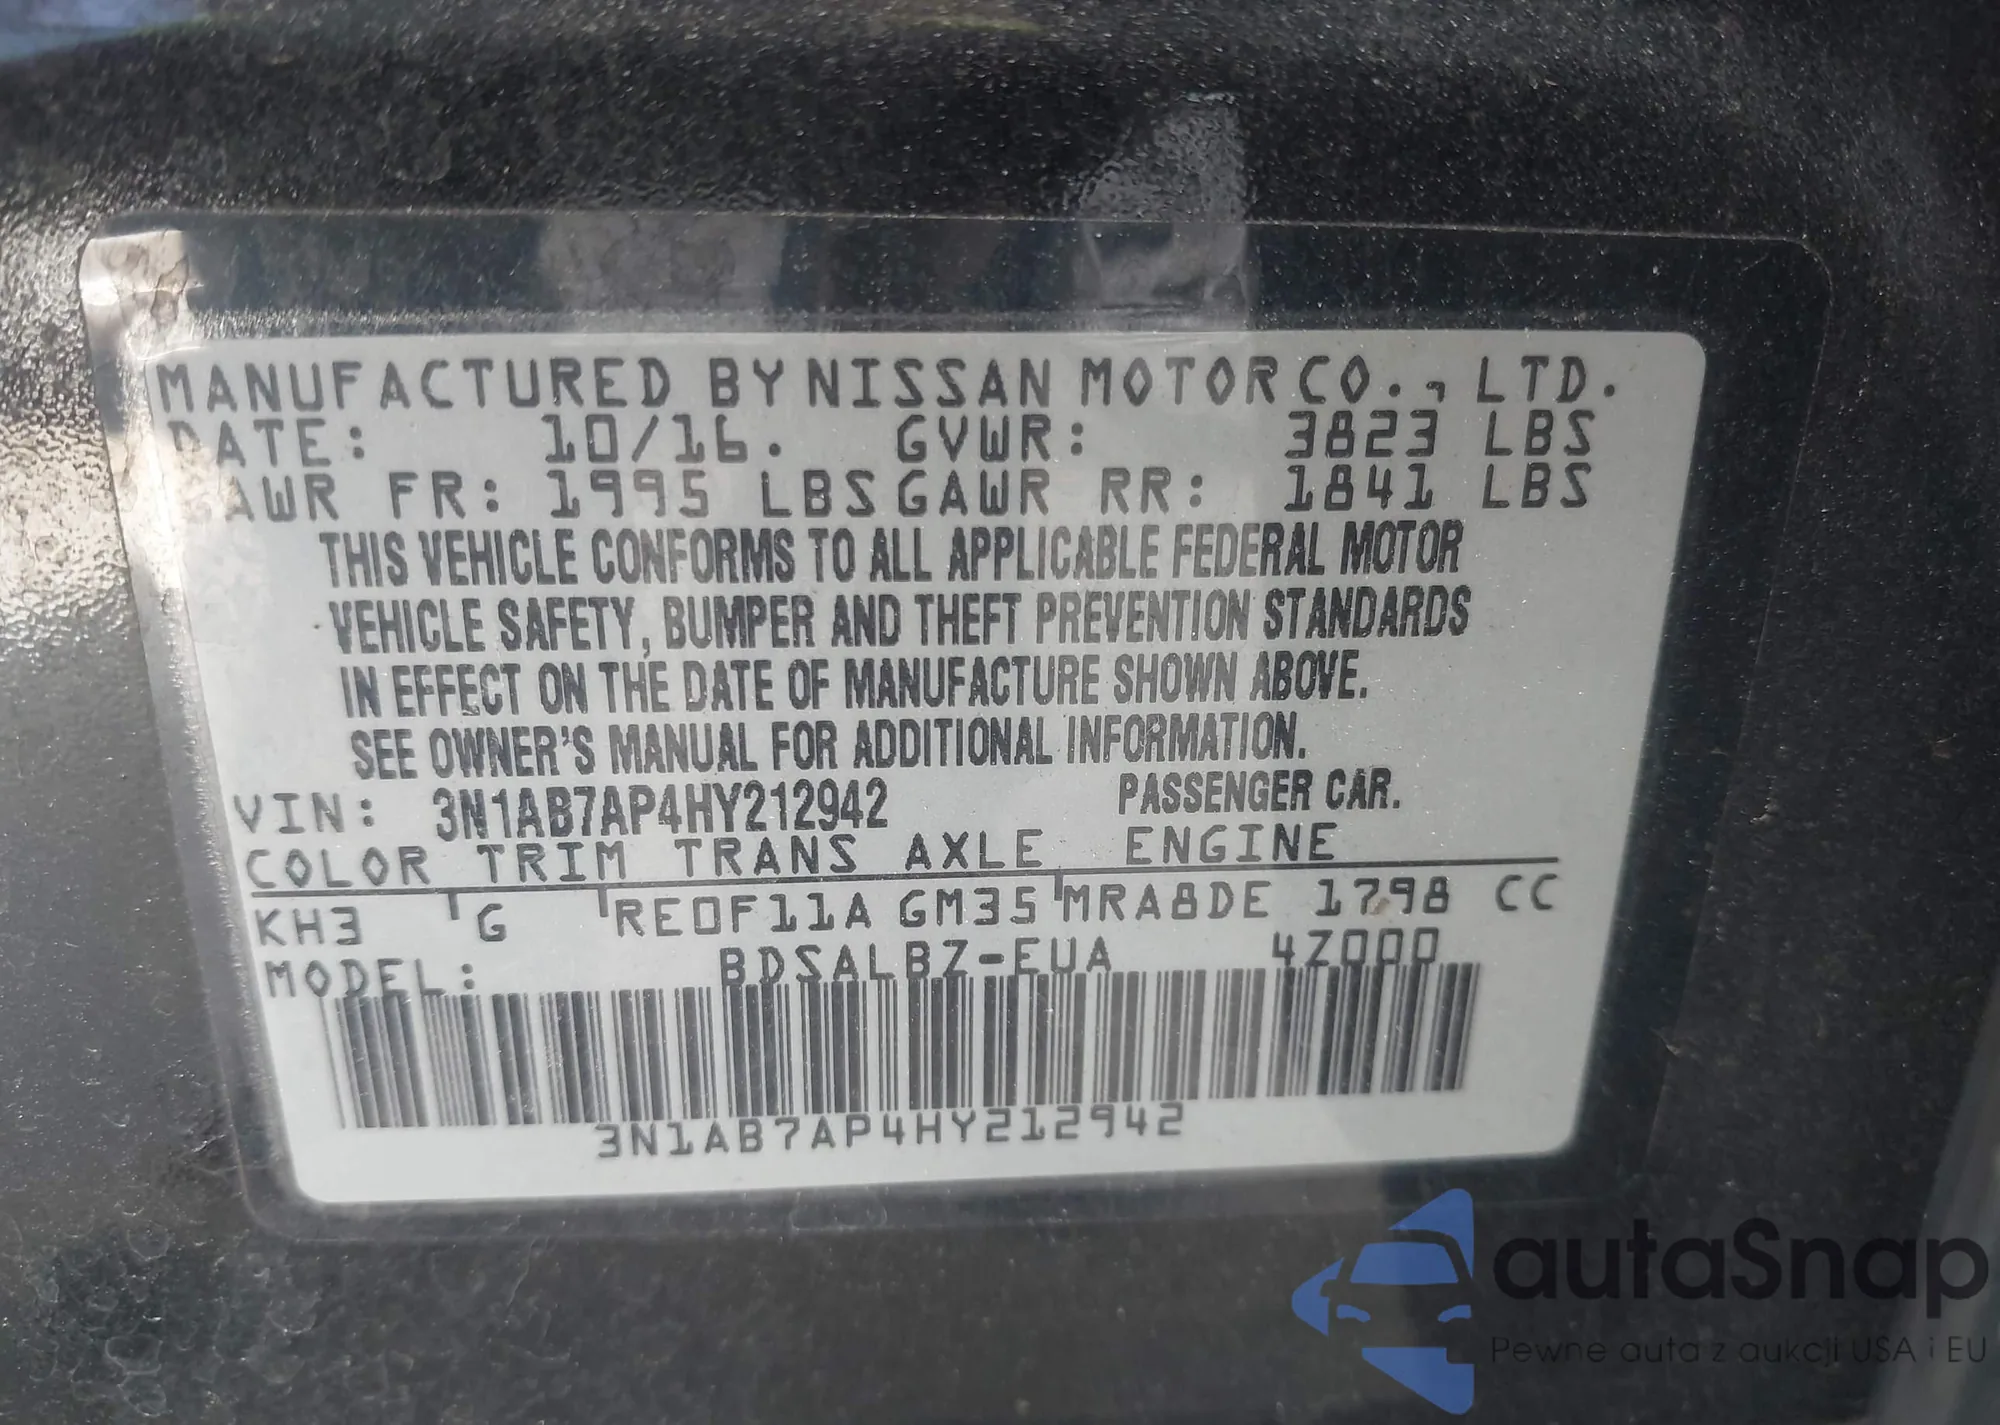 MANUFACTURED BY NISSAN MOTOR CO., LTD.
DATE: 10/16. GVWR: 3823 LBS
GAWR FR: 1995 LBS GAWR RR: 1841 LBS
THIS VEHICLE CONFORMS TO ALL APPLICABLE FEDERAL MOTOR
VEHICLE SAFETY, BUMPER AND THEFT PREVENTION STANDARDS
IN EFFECT ON THE DATE OF MANUFACTURE SHOWN ABOVE.
SEE OWNER'S MANUAL FOR ADDITIONAL INFORMATION.
VIN: 3N1AB7AP4HY212942 PASSENGER CAR.
COLOR TRIM TRANS AXLE ENGINE
KH3 G RE0F11A GM35 MRA8DE 1798 CC
MODEL: BDSALBZ-EUA 4Z000
3N1AB7AP4HY212942
autaSnap
Pewne auta z aukcji USA i EU